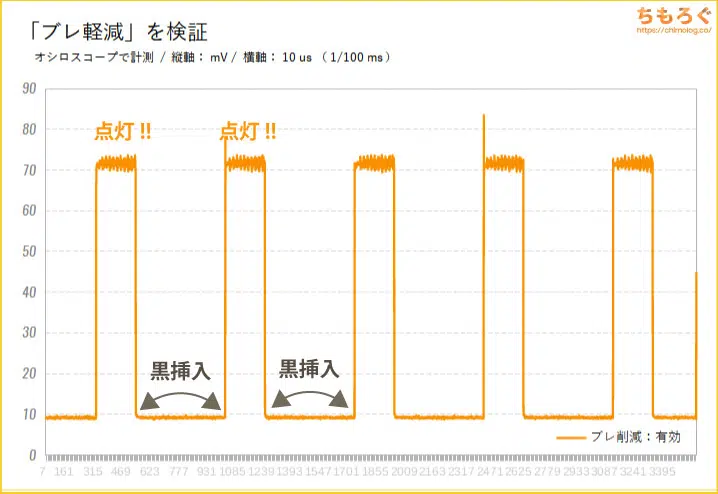 ちもろぐ
https://chimolog.co/
「ブレ軽減」を検証
オシロスコープで計測 / 縦軸： mV / 横軸： 10 us （ 1/100 ms）
90
80
70
60
50
40
30
20
10
0
点灯 !! 点灯 !!
黒挿入 黒挿入
ブレ削減：有効
7 161 315 469 623 777 931 1085 1239 1393 1547 1701 1855 2009 2163 2317 2471 2625 2779 2933 3087 3241 3395